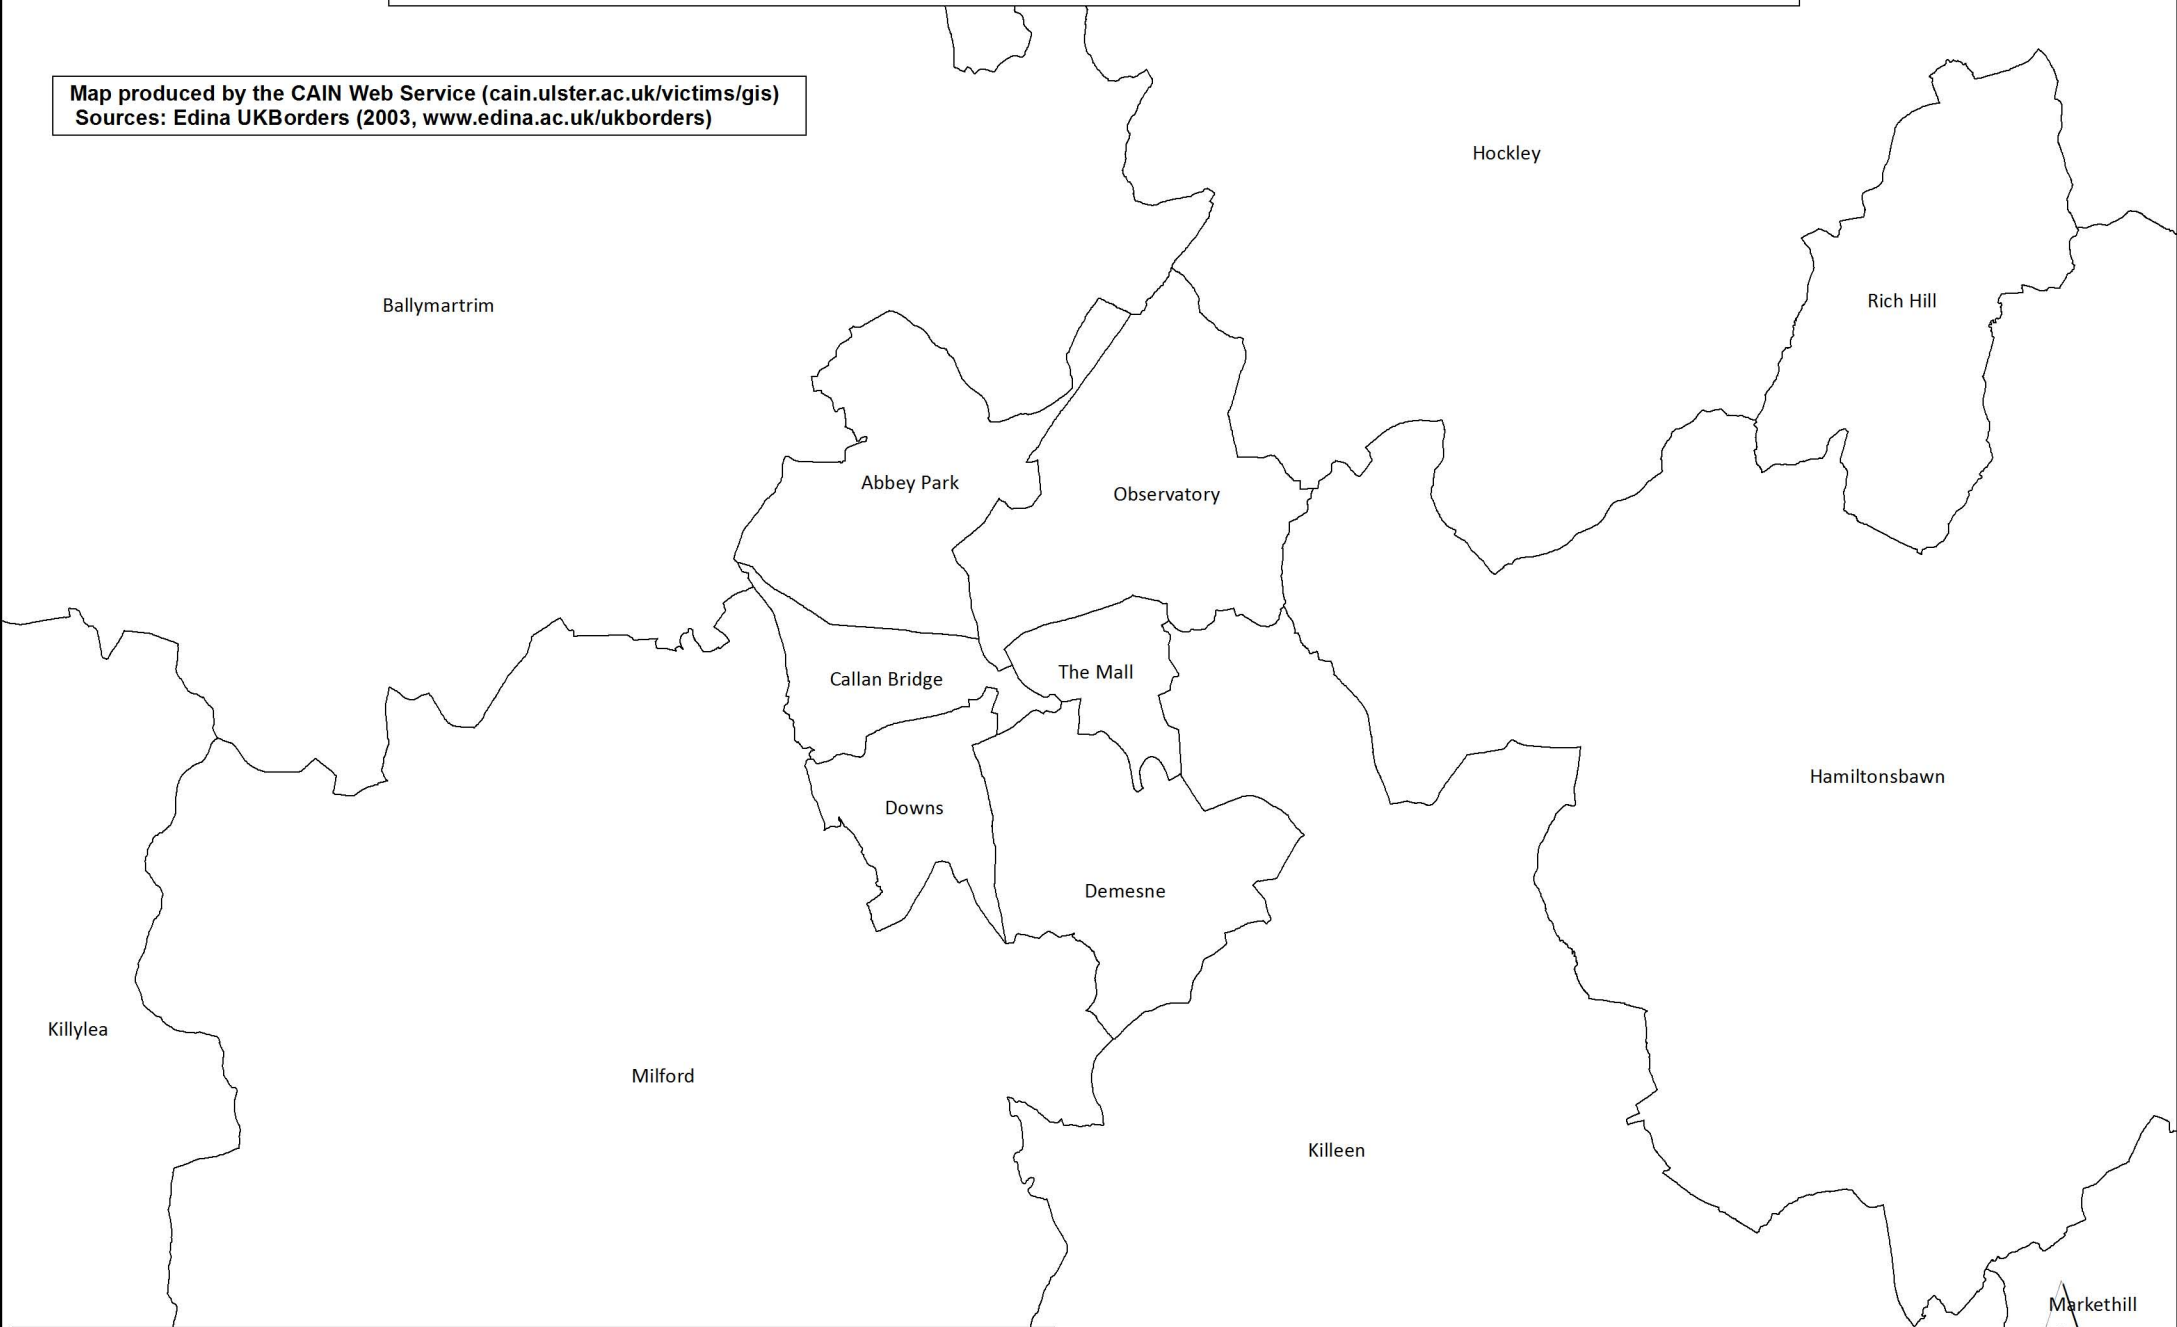 Map produced by the CAIN Web Service (cain.ulster.ac.uk/victims/gis)
Sources: Edina UKBorders (2003, www.edina.ac.uk/ukborders)
Hockley
Rich Hill
Ballymartrim
Abbey Park
Observatory
The Mall
Callan Bridge
Hamiltonsbawn
Downs
Demesne
Killylea
Milford
Killeen
Markethill